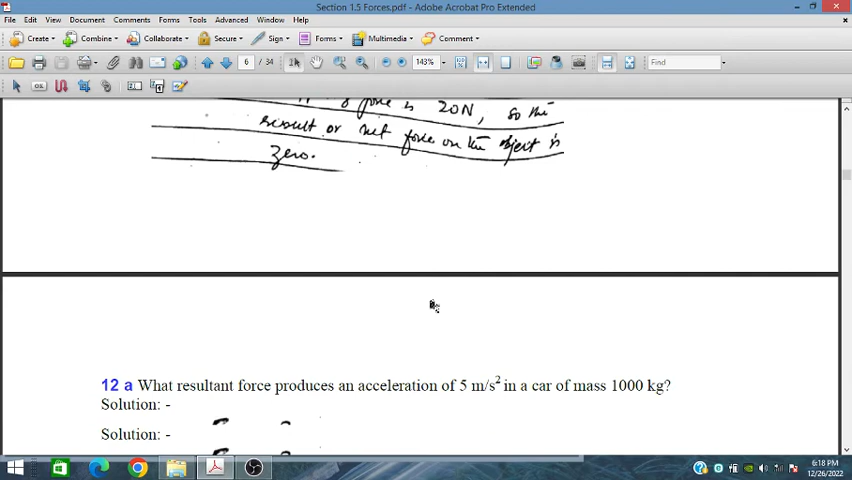 Section 1.5 Forces.pdf - Adobe Acrobat Pro Extended
File Edit View Document Comments Forms Tools Advanced Window Help
Create Combine Collaborate Secure Sign Forms Multimedia Comment
6 / 34 143% Find
force is 20N, so the
result or net force on the object is
zero.
12 a What resultant force produces an acceleration of 5 m/s² in a car of mass 1000 kg?
Solution: -
Solution: -
6:18 PM
12/26/2022